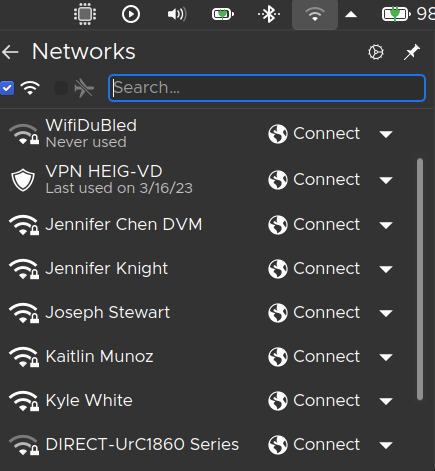 98
Networks
Search...
WifiDuBled
Connect
Never used
VPN HEIG-VD
Connect
Last used on 3/16/23
Jennifer Chen DVM
Connect
Jennifer Knight
Connect
Joseph Stewart
Connect
Kaitlin Munoz
Connect
Kyle White
Connect
DIRECT-UrC1860 Series
Connect